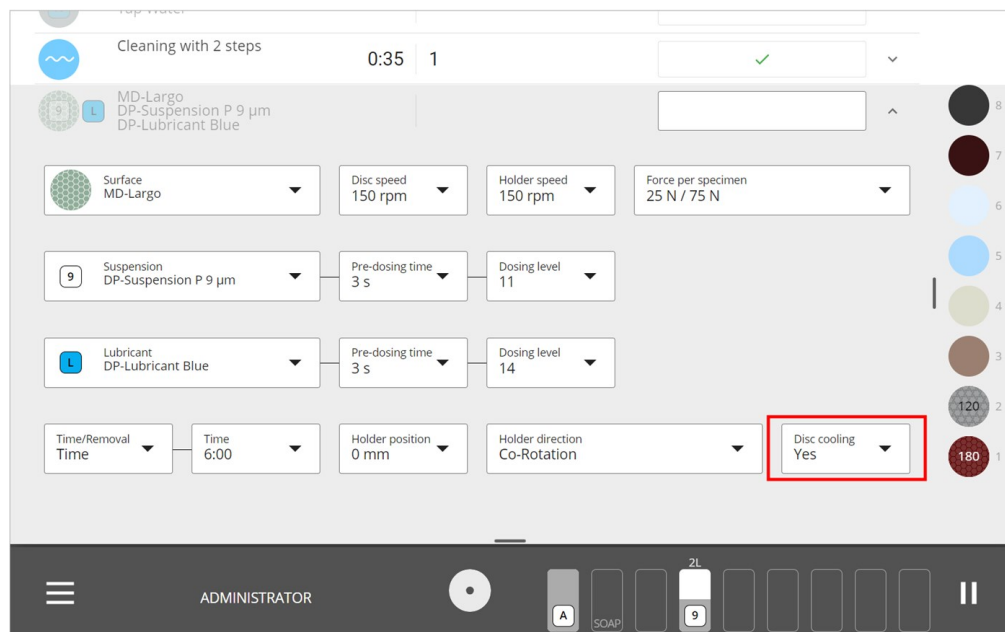 Tap Water
Cleaning with 2 steps
0:35
1
MD-Largo
9
L
DP-Suspension P 9 µm
DP-Lubricant Blue
8
7
6
5
4
3
120
2
180
1
Surface
MD-Largo
Disc speed
150 rpm
Holder speed
150 rpm
Force per specimen
25 N / 75 N
9
Suspension
DP-Suspension P 9 µm
Pre-dosing time
3 s
Dosing level
11
L
Lubricant
DP-Lubricant Blue
Pre-dosing time
3 s
Dosing level
14
Time/Removal
Time
Time
6:00
Holder position
0 mm
Holder direction
Co-Rotation
Disc cooling
Yes
ADMINISTRATOR
A
SOAP
2L
9